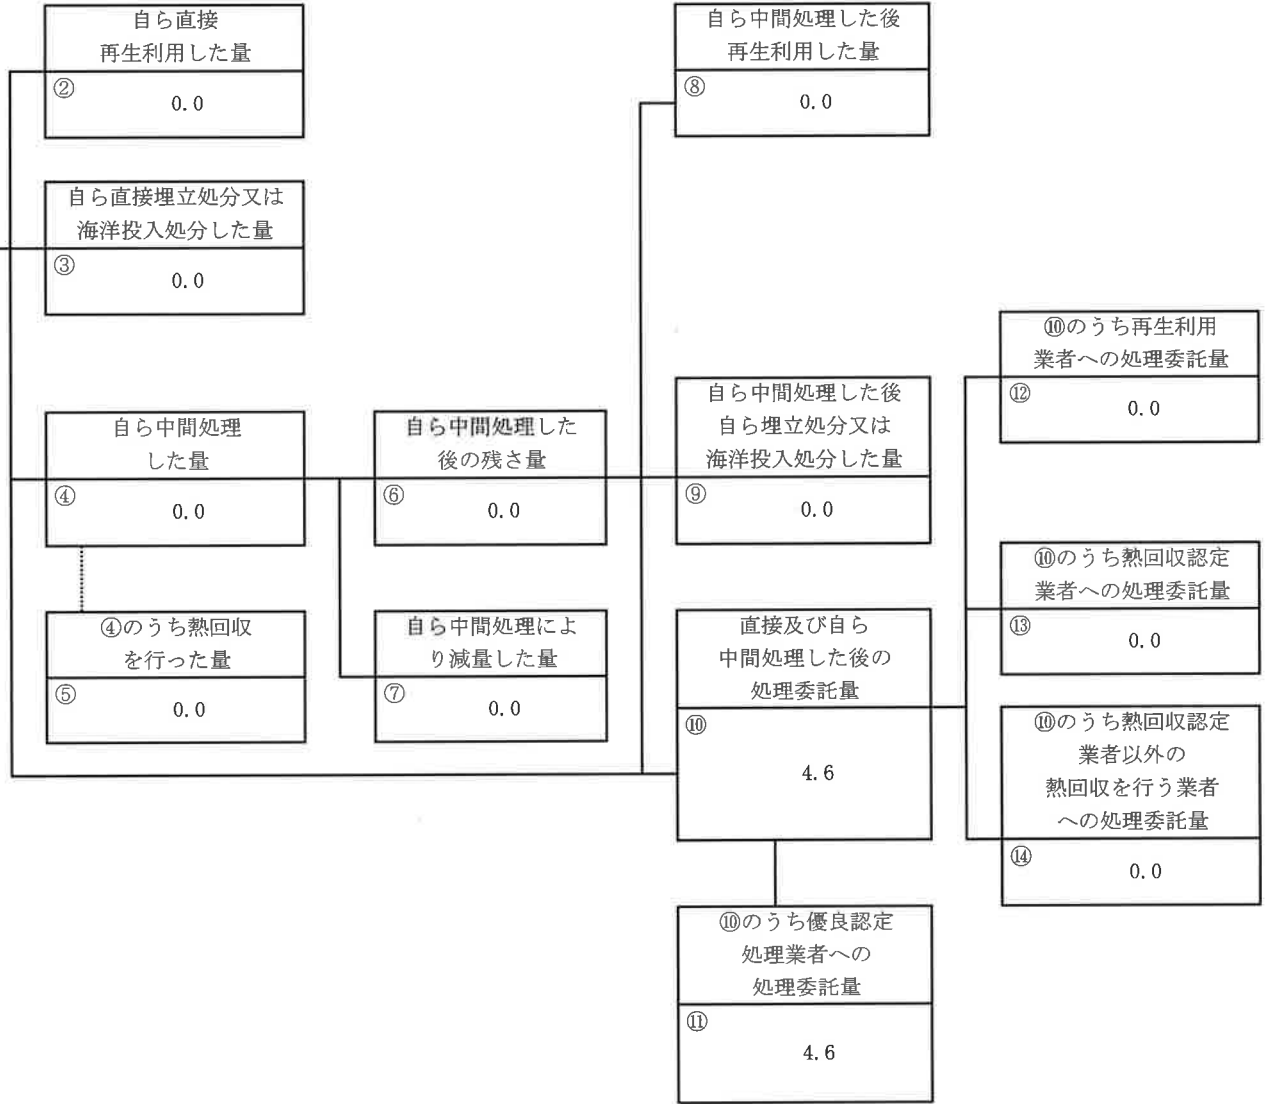 自ら直接
再生利用した量
②
0.0
自ら直接埋立処分又は
海洋投入処分した量
③
0.0
自ら中間処理
した量
④
0.0
④のうち熱回収
を行った量
⑤
0.0
自ら中間処理した
後の残さ量
⑥
0.0
自ら中間処理によ
り減量した量
⑦
0.0
自ら中間処理した後
再生利用した量
⑧
0.0
自ら中間処理した後
自ら埋立処分又は
海洋投入処分した量
⑨
0.0
直接及び自ら
中間処理した後の
処理委託量
⑩
4.6
⑩のうち優良認定
処理業者への
処理委託量
⑪
4.6
⑩のうち再生利用
業者への処理委託量
⑫
0.0
⑩のうち熱回収認定
業者への処理委託量
⑬
0.0
⑩のうち熱回収認定
業者以外の
熱回収を行う業者
への処理委託量
⑭
0.0